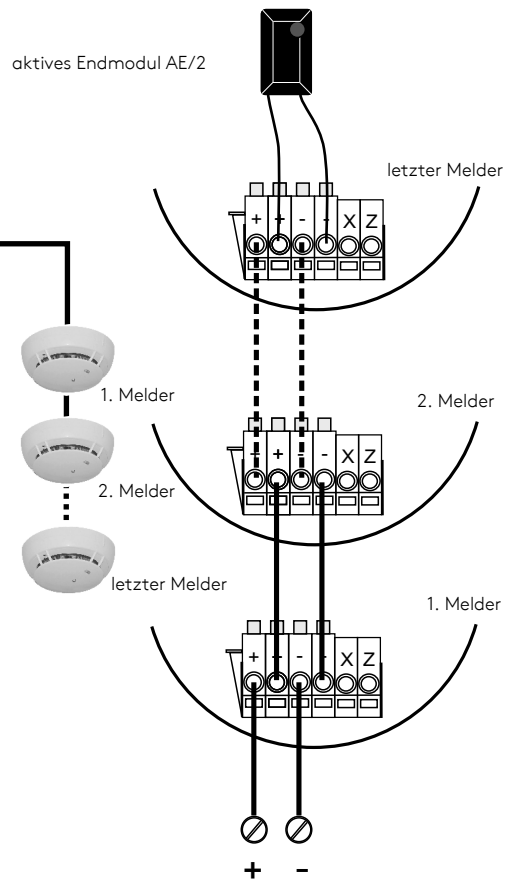 aktives Endmodul AE/2
letzter Melder
+ + - - X Z
1. Melder
2. Melder
+ + - - X Z
2. Melder
letzter Melder
1. Melder
+ + - - X Z
+ -